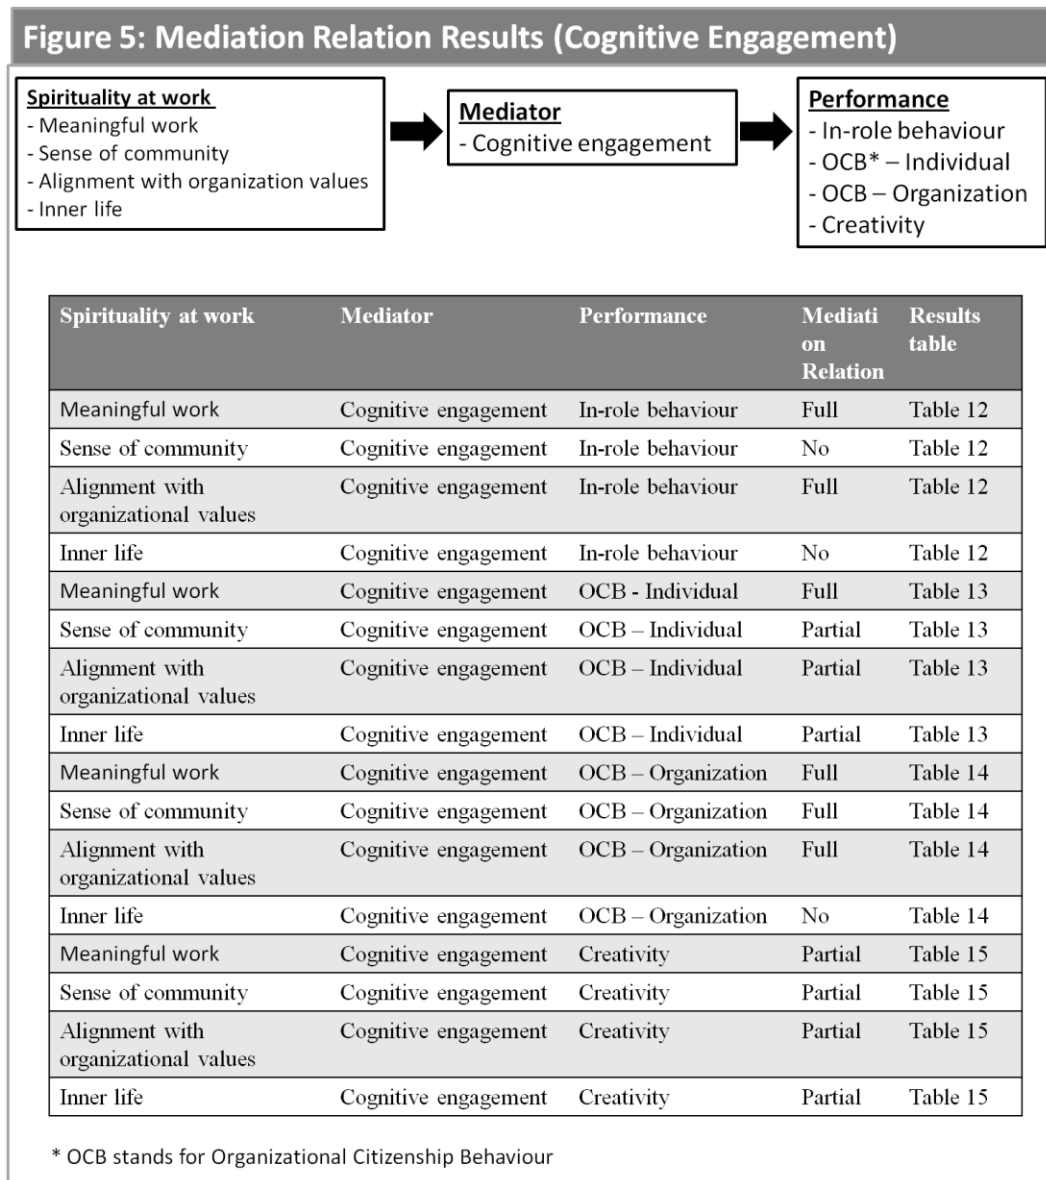 Figure 5: Mediation Relation Results (Cognitive Engagement)
Spirituality at work
- Meaningful work
- Sense of community
- Alignment with organization values
- Inner life
Mediator
- Cognitive engagement
Performance
- In-role behaviour
- OCB* – Individual
- OCB – Organization
- Creativity
Spirituality at work Mediator Performance Mediati on Relation Results table
Meaningful work Cognitive engagement In-role behaviour Full Table 12
Sense of community Cognitive engagement In-role behaviour No Table 12
Alignment with organizational values Cognitive engagement In-role behaviour Full Table 12
Inner life Cognitive engagement In-role behaviour No Table 12
Meaningful work Cognitive engagement OCB - Individual Full Table 13
Sense of community Cognitive engagement OCB – Individual Partial Table 13
Alignment with organizational values Cognitive engagement OCB – Individual Partial Table 13
Inner life Cognitive engagement OCB – Individual Partial Table 13
Meaningful work Cognitive engagement OCB – Organization Full Table 14
Sense of community Cognitive engagement OCB – Organization Full Table 14
Alignment with organizational values Cognitive engagement OCB – Organization Full Table 14
Inner life Cognitive engagement OCB – Organization No Table 14
Meaningful work Cognitive engagement Creativity Partial Table 15
Sense of community Cognitive engagement Creativity Partial Table 15
Alignment with organizational values Cognitive engagement Creativity Partial Table 15
Inner life Cognitive engagement Creativity Partial Table 15
* OCB stands for Organizational Citizenship Behaviour